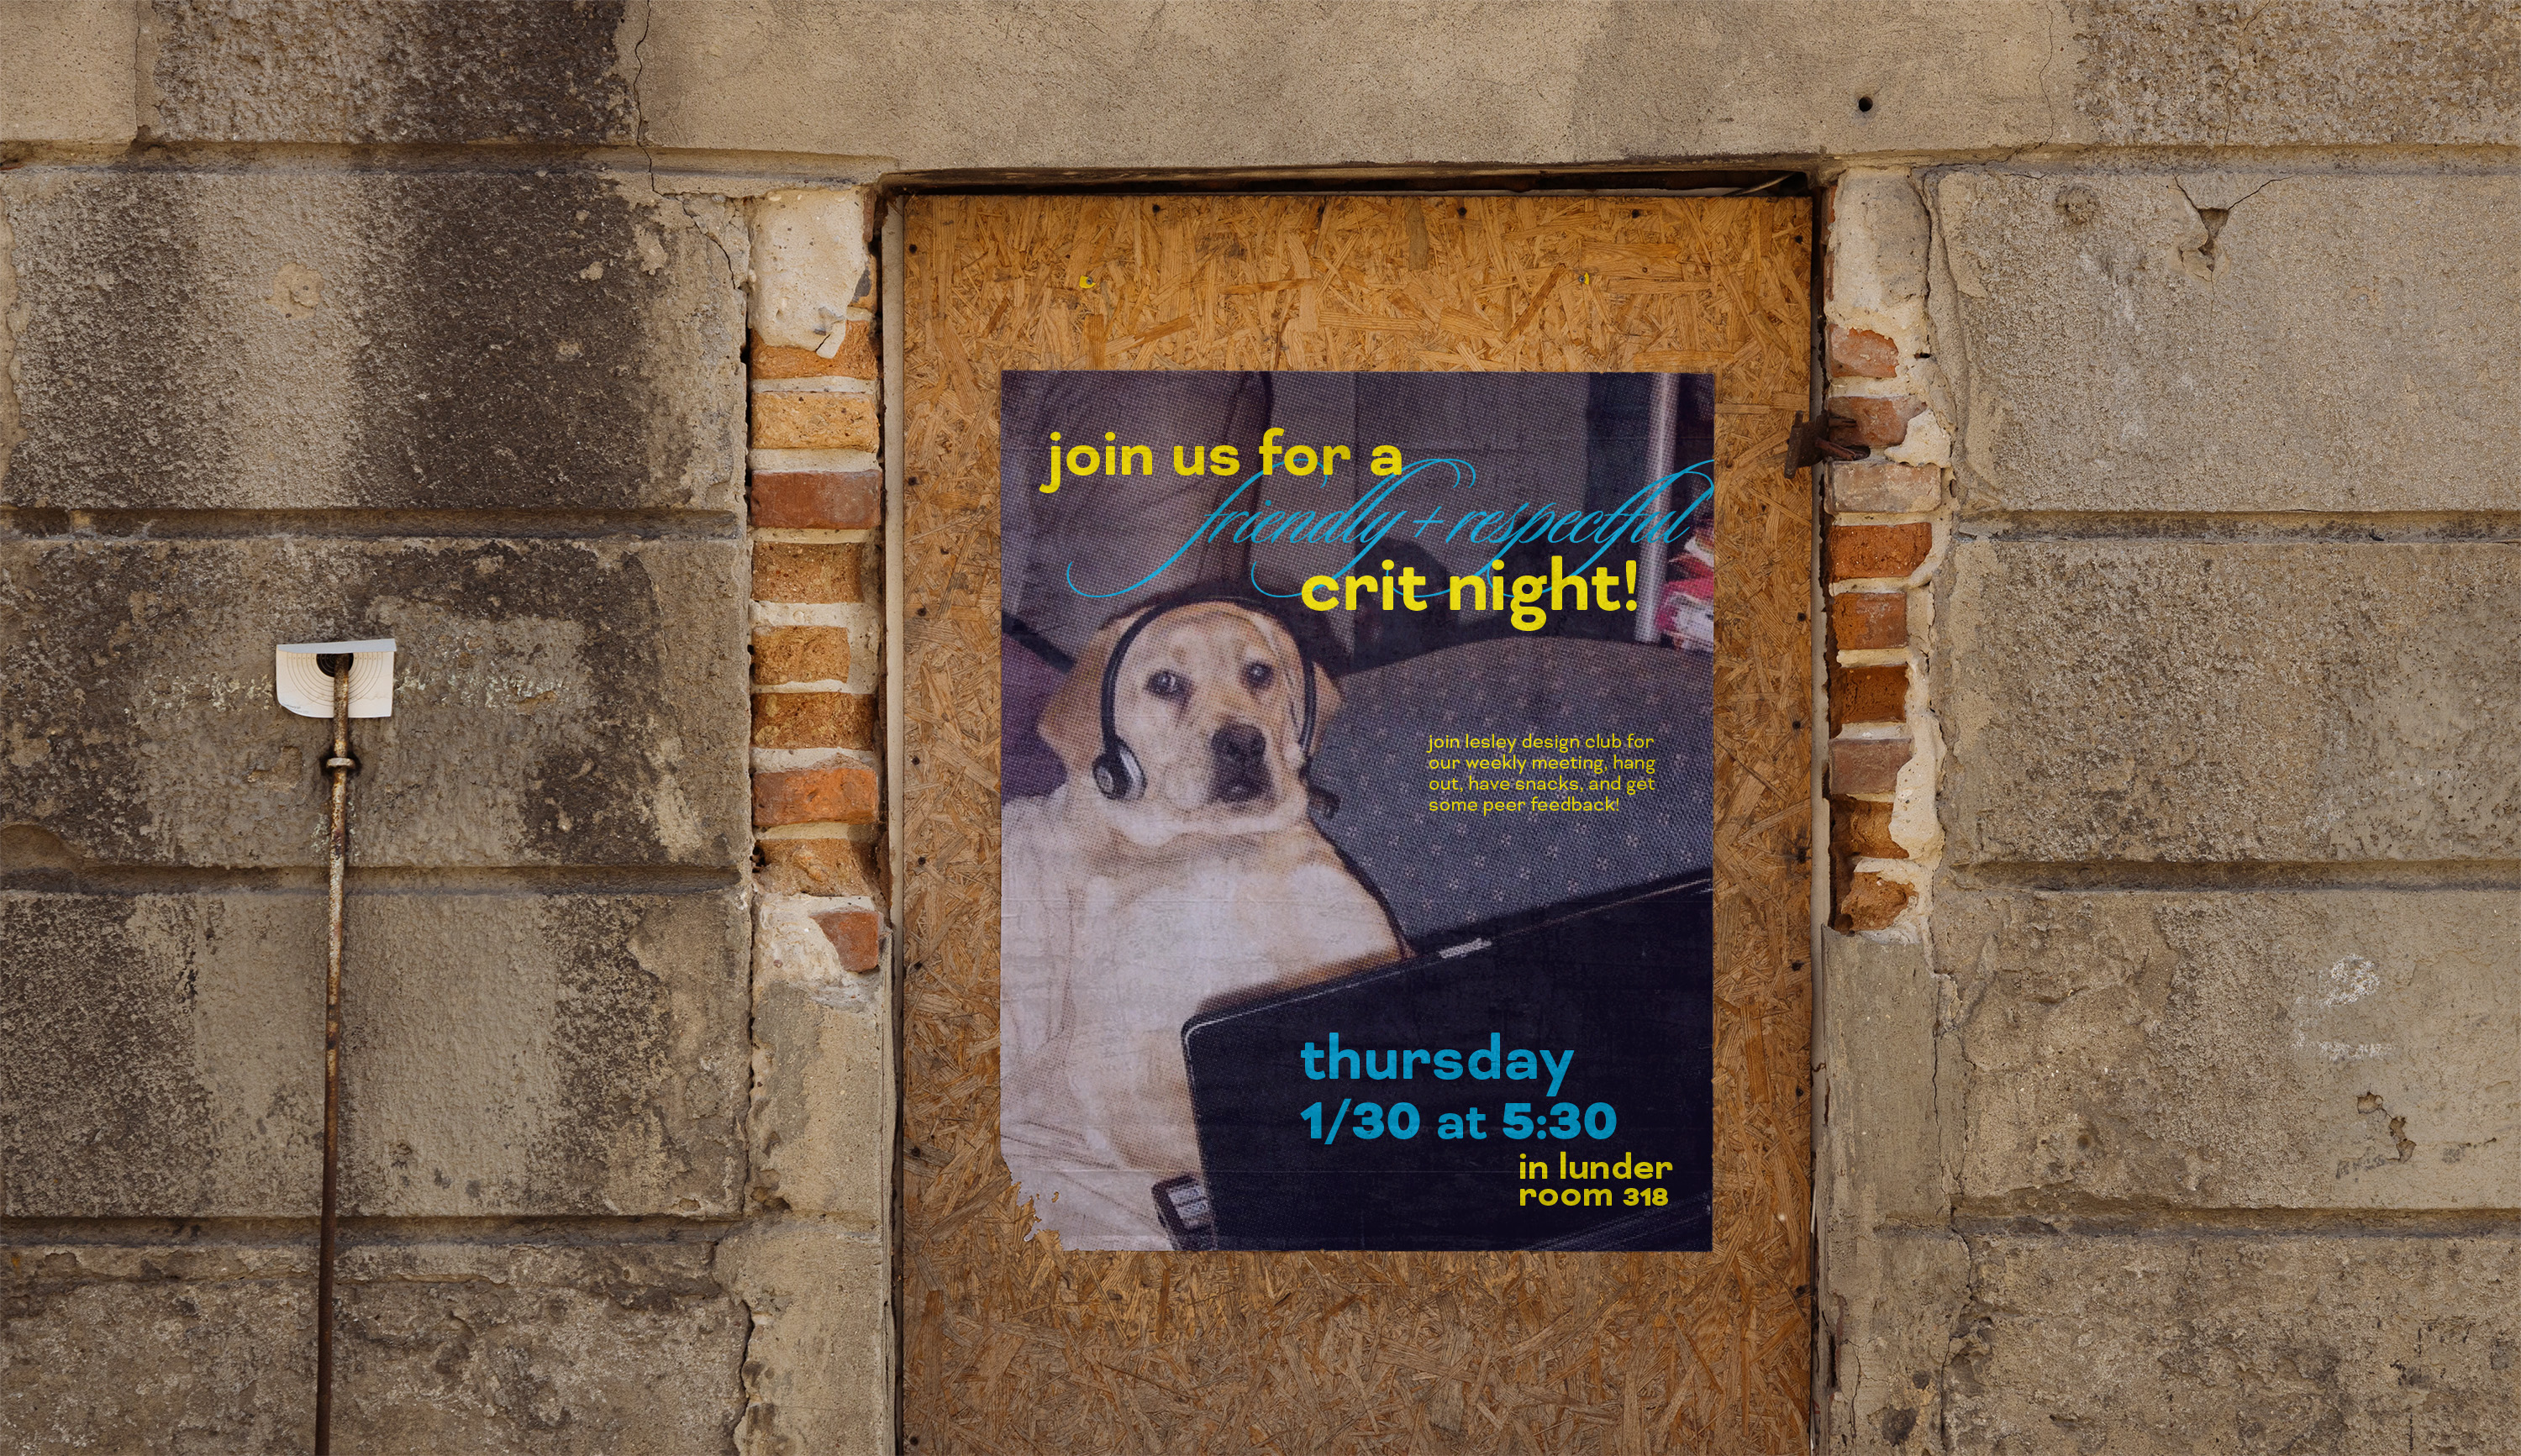 join us for a
friendly + respectful
crit night!
join lesley design club for
our weekly meeting, hang
out, have snacks, and get
some peer feedback!
thursday
1/30 at 5:30
in lunder
room 318